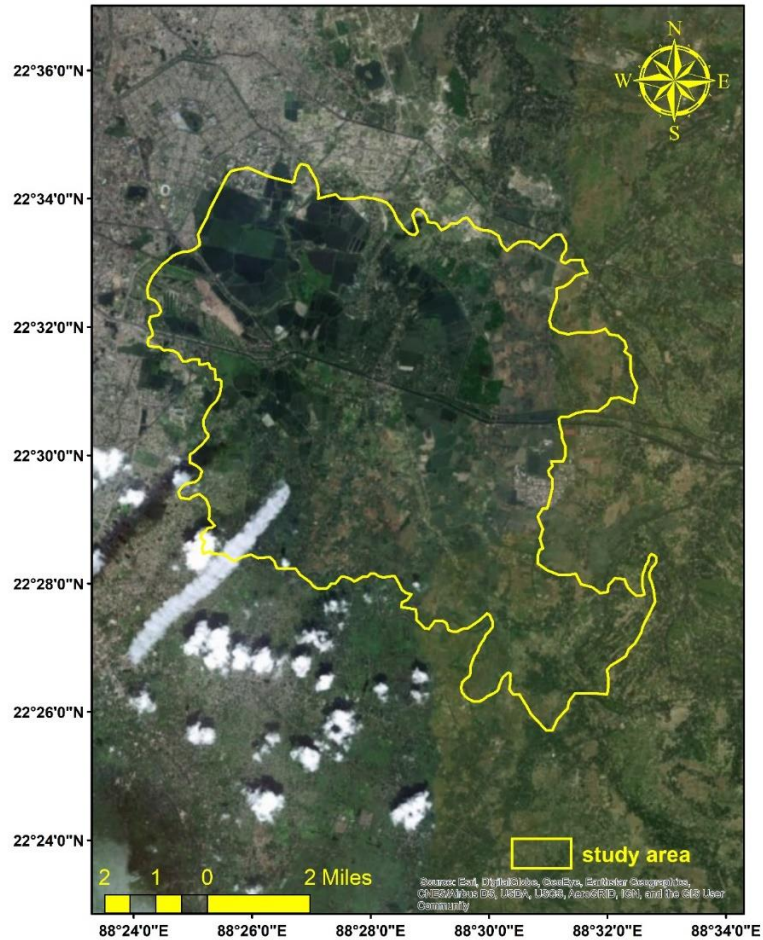 N
22°36'0"N
W E
S
22°34'0"N
22°32'0"N
22°30'0"N
22°28'0"N
22°26'0"N
22°24'0"N
study area
2 1 0 2 Miles
Source: Esri, DigitalGlobe, GeoEye, Earthstar Geographics,
CNES/Airbus DS, USDA, USGS, AeroGRID, IGN, and the GIS User
Community
88°24'0"E 88°26'0"E 88°28'0"E 88°30'0"E 88°32'0"E 88°34'0"E